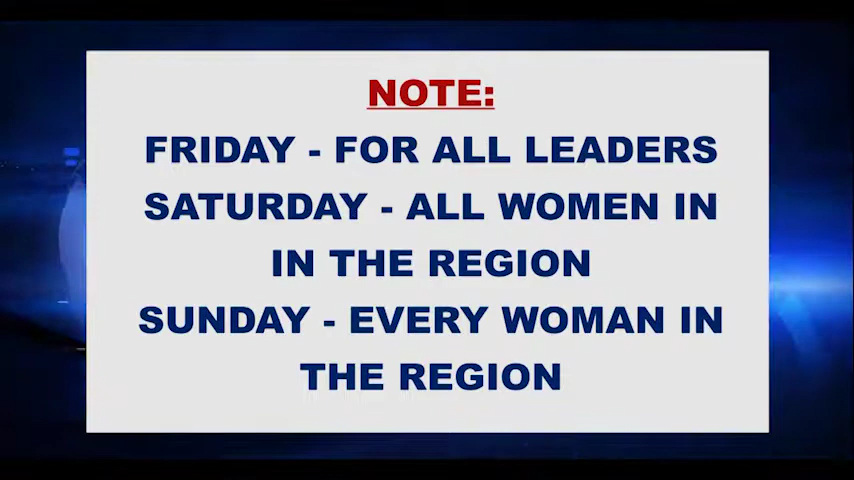 NOTE:
FRIDAY - FOR ALL LEADERS
SATURDAY - ALL WOMEN IN
IN THE REGION
SUNDAY - EVERY WOMAN IN
THE REGION